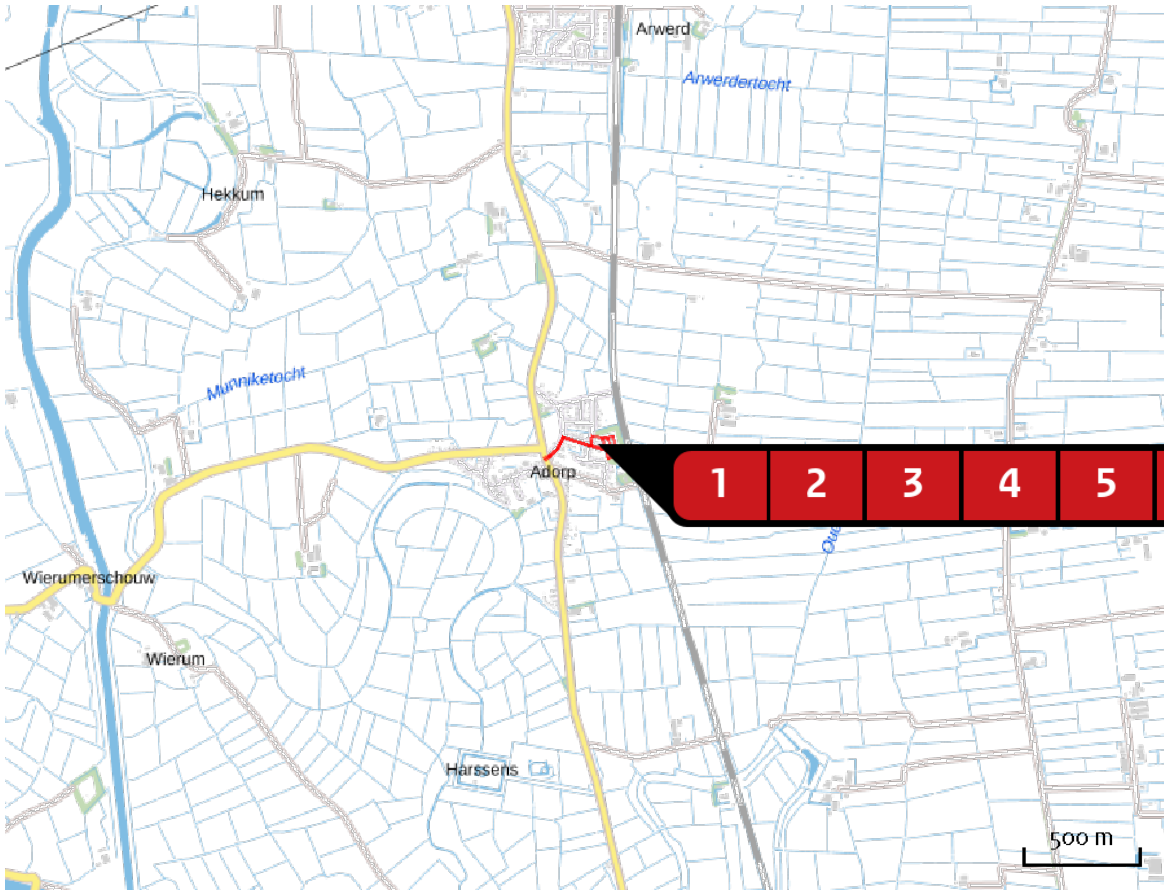 Arwerd
Arwerdertocht
Hekkum
Munniketocht
Adorp
1 2 3 4 5
Wierumerschouw
Wierum
Harssens
500 m